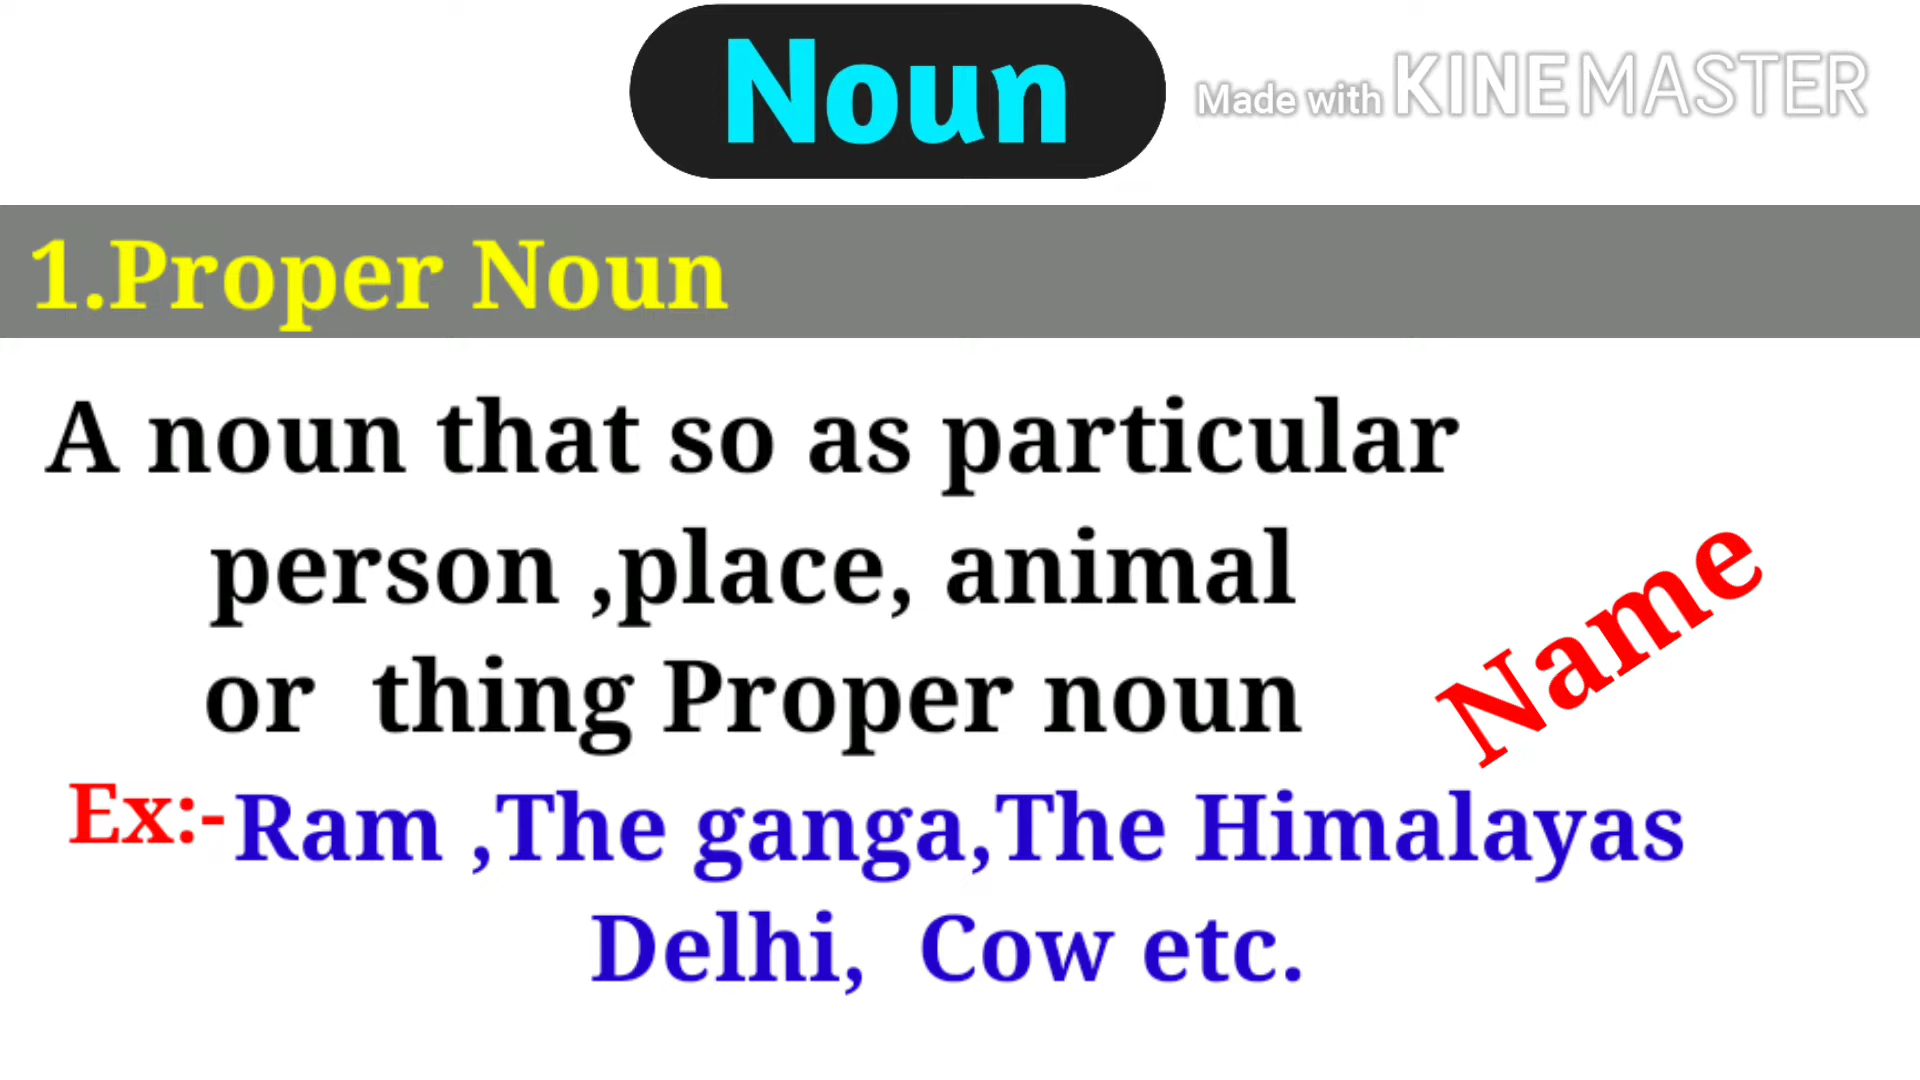 Noun
Made with KINEMASTER
1.Proper Noun
A noun that so as particular
person ,place, animal
or thing Proper noun
Name
Ex:-Ram ,The ganga,The Himalayas
Delhi, Cow etc.